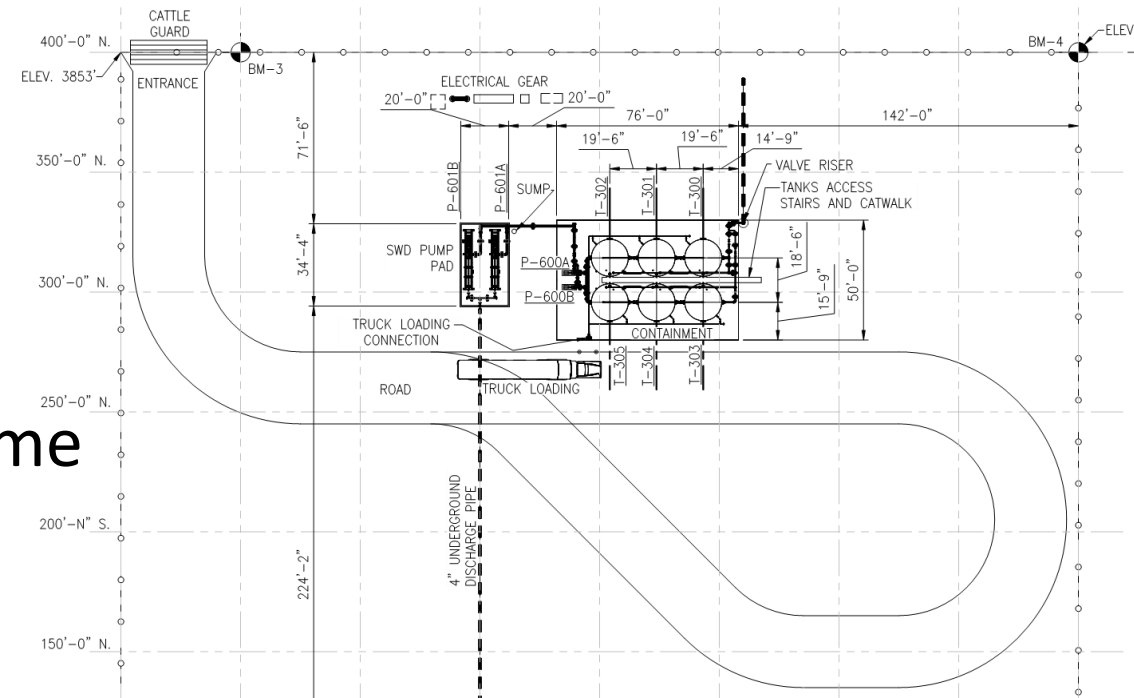 CATTLE
GUARD
400'-0" N.
ELEV. 3853'
ENTRANCE
BM-3
BM-4
ELEV
ELECTRICAL GEAR
20'-0"
20'-0"
76'-0"
142'-0"
71'-6"
19'-6"
19'-6"
14'-9"
350'-0" N.
P-601B
P-601A
SUMP
T-302
T-301
T-300
VALVE RISER
TANKS ACCESS
STAIRS AND CATWALK
34'-4"
SWD PUMP
PAD
P-600A
P-600B
18'-6"
15'-9"
50'-0"
300'-0" N.
TRUCK LOADING
CONNECTION
CONTAINMENT
T-305
T-304
T-303
ROAD
TRUCK LOADING
250'-0" N.
me
4" UNDERGROUND
DISCHARGE PIPE
200'-N" S.
224'-2"
150'-0" N.